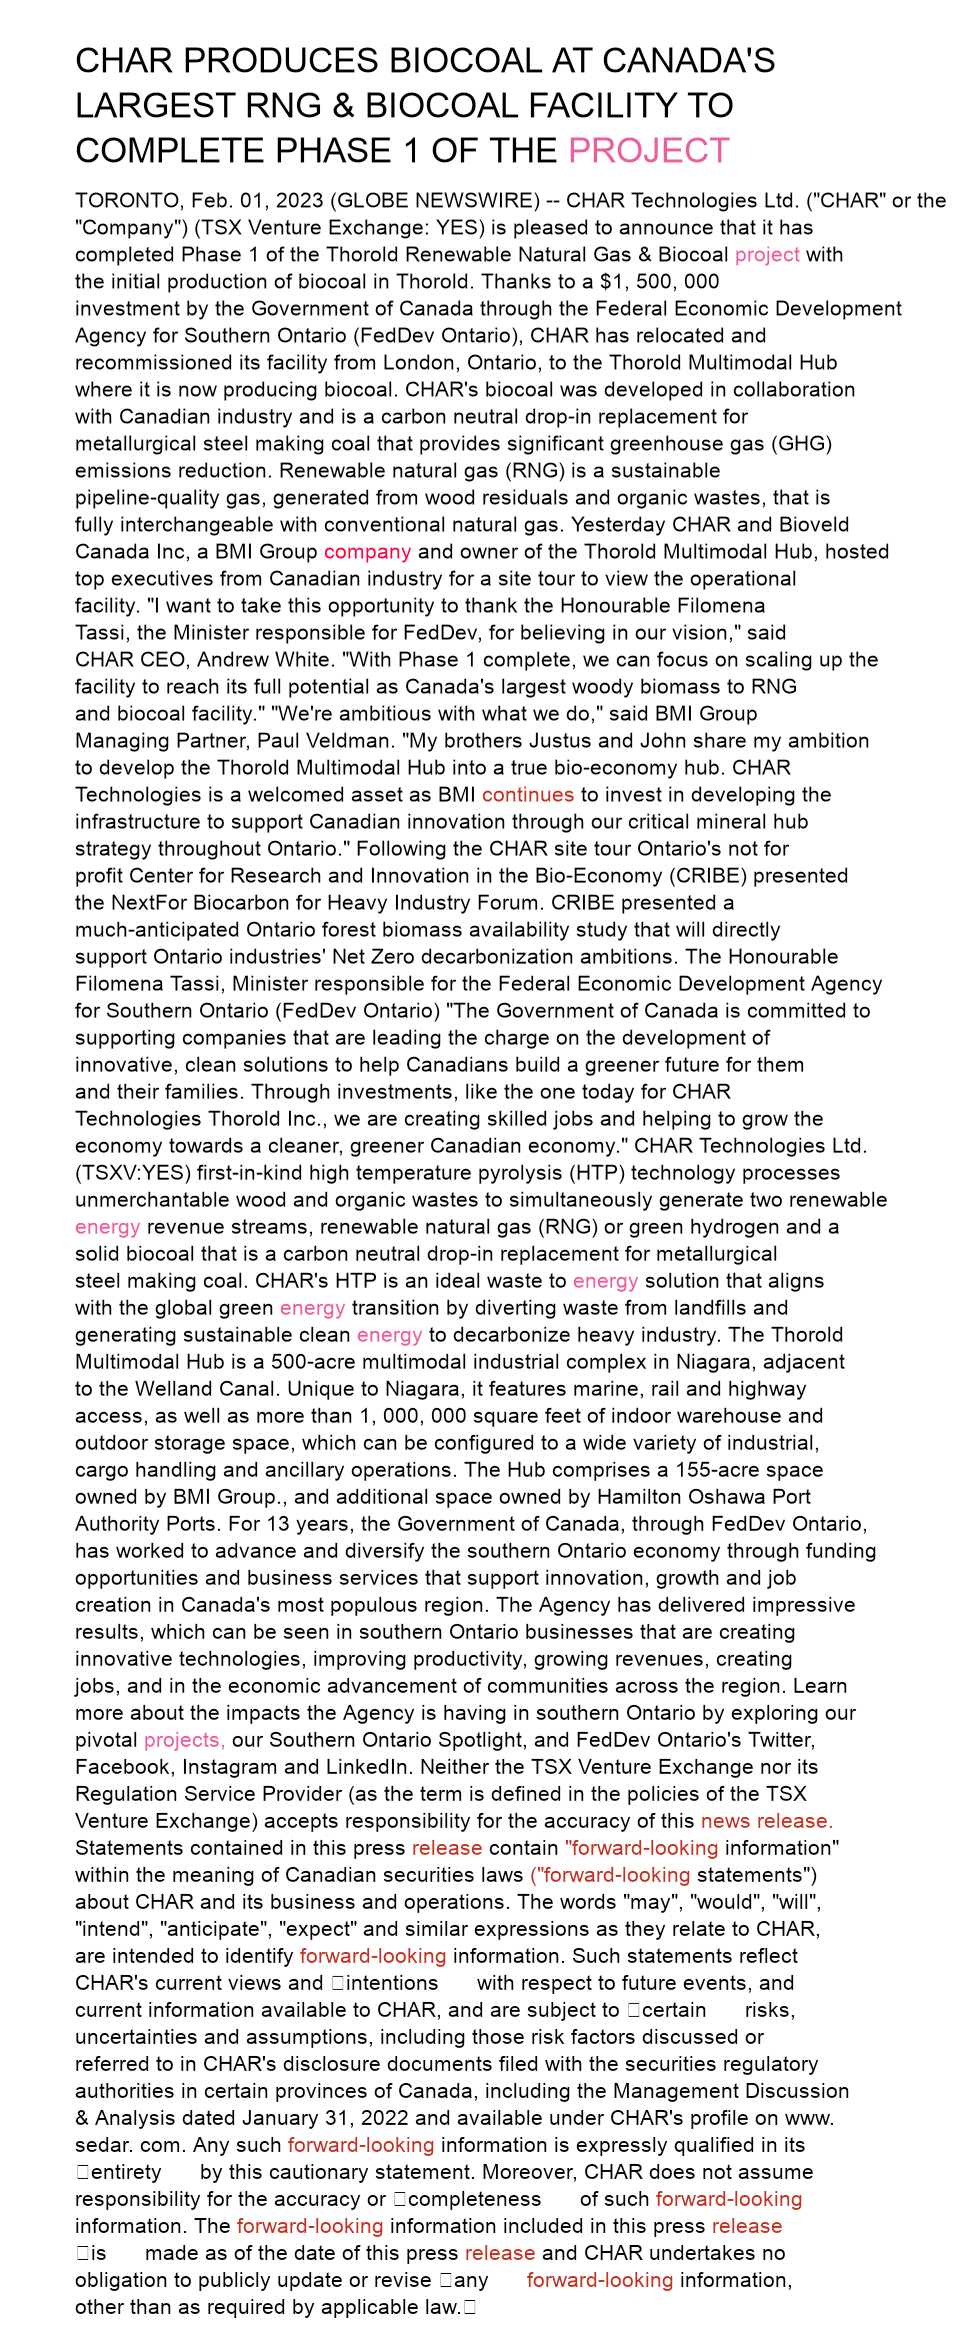 CHAR PRODUCES BIOCOAL AT CANADA'S
LARGEST RNG & BIOCOAL FACILITY TO
COMPLETE PHASE 1 OF THE PROJECT
TORONTO, Feb. 01, 2023 (GLOBE NEWSWIRE) -- CHAR Technologies Ltd. ("CHAR" or the
"Company") (TSX Venture Exchange: YES) is pleased to announce that it has
completed Phase 1 of the Thorold Renewable Natural Gas & Biocoal project with
the initial production of biocoal in Thorold. Thanks to a $1, 500, 000
investment by the Government of Canada through the Federal Economic Development
Agency for Southern Ontario (FedDev Ontario), CHAR has relocated and
recommissioned its facility from London, Ontario, to the Thorold Multimodal Hub
where it is now producing biocoal. CHAR's biocoal was developed in collaboration
with Canadian industry and is a carbon neutral drop-in replacement for
metallurgical steel making coal that provides significant greenhouse gas (GHG)
emissions reduction. Renewable natural gas (RNG) is a sustainable
pipeline-quality gas, generated from wood residuals and organic wastes, that is
fully interchangeable with conventional natural gas. Yesterday CHAR and Bioveld
Canada Inc, a BMI Group company and owner of the Thorold Multimodal Hub, hosted
top executives from Canadian industry for a site tour to view the operational
facility. "I want to take this opportunity to thank the Honourable Filomena
Tassi, the Minister responsible for FedDev, for believing in our vision," said
CHAR CEO, Andrew White. "With Phase 1 complete, we can focus on scaling up the
facility to reach its full potential as Canada's largest woody biomass to RNG
and biocoal facility." "We're ambitious with what we do," said BMI Group
Managing Partner, Paul Veldman. "My brothers Justus and John share my ambition
to develop the Thorold Multimodal Hub into a true bio-economy hub. CHAR
Technologies is a welcomed asset as BMI continues to invest in developing the
infrastructure to support Canadian innovation through our critical mineral hub
strategy throughout Ontario." Following the CHAR site tour Ontario's not for
profit Center for Research and Innovation in the Bio-Economy (CRIBE) presented
the NextFor Biocarbon for Heavy Industry Forum. CRIBE presented a
much-anticipated Ontario forest biomass availability study that will directly
support Ontario industries' Net Zero decarbonization ambitions. The Honourable
Filomena Tassi, Minister responsible for the Federal Economic Development Agency
for Southern Ontario (FedDev Ontario) "The Government of Canada is committed to
supporting companies that are leading the charge on the development of
innovative, clean solutions to help Canadians build a greener future for them
and their families. Through investments, like the one today for CHAR
Technologies Thorold Inc., we are creating skilled jobs and helping to grow the
economy towards a cleaner, greener Canadian economy." CHAR Technologies Ltd.
(TSXV:YES) first-in-kind high temperature pyrolysis (HTP) technology processes
unmerchantable wood and organic wastes to simultaneously generate two renewable
energy revenue streams, renewable natural gas (RNG) or green hydrogen and a
solid biocoal that is a carbon neutral drop-in replacement for metallurgical
steel making coal. CHAR's HTP is an ideal waste to energy solution that aligns
with the global green energy transition by diverting waste from landfills and
generating sustainable clean energy to decarbonize heavy industry. The Thorold
Multimodal Hub is a 500-acre multimodal industrial complex in Niagara, adjacent
to the Welland Canal. Unique to Niagara, it features marine, rail and highway
access, as well as more than 1, 000, 000 square feet of indoor warehouse and
outdoor storage space, which can be configured to a wide variety of industrial,
cargo handling and ancillary operations. The Hub comprises a 155-acre space
owned by BMI Group., and additional space owned by Hamilton Oshawa Port
Authority Ports. For 13 years, the Government of Canada, through FedDev Ontario,
has worked to advance and diversify the southern Ontario economy through funding
opportunities and business services that support innovation, growth and job
creation in Canada's most populous region. The Agency has delivered impressive
results, which can be seen in southern Ontario businesses that are creating
innovative technologies, improving productivity, growing revenues, creating
jobs, and in the economic advancement of communities across the region. Learn
more about the impacts the Agency is having in southern Ontario by exploring our
pivotal projects, our Southern Ontario Spotlight, and FedDev Ontario's Twitter,
Facebook, Instagram and LinkedIn. Neither the TSX Venture Exchange nor its
Regulation Service Provider (as the term is defined in the policies of the TSX
Venture Exchange) accepts responsibility for the accuracy of this news release.
Statements contained in this press release contain "forward-looking information"
within the meaning of Canadian securities laws ("forward-looking statements")
about CHAR and its business and operations. The words "may", "would", "will",
"intend", "anticipate", "expect" and similar expressions as they relate to CHAR,
are intended to identify forward-looking information. Such statements reflect
CHAR's current views and intentions with respect to future events, and
current information available to CHAR, and are subject to certain risks,
uncertainties and assumptions, including those risk factors discussed or
referred to in CHAR's disclosure documents filed with the securities regulatory
authorities in certain provinces of Canada, including the Management Discussion
& Analysis dated January 31, 2022 and available under CHAR's profile on www.
sedar. com. Any such forward-looking information is expressly qualified in its
entirety by this cautionary statement. Moreover, CHAR does not assume
responsibility for the accuracy or completeness of such forward-looking
information. The forward-looking information included in this press release
is made as of the date of this press release and CHAR undertakes no
obligation to publicly update or revise any forward-looking information,
other than as required by applicable law.